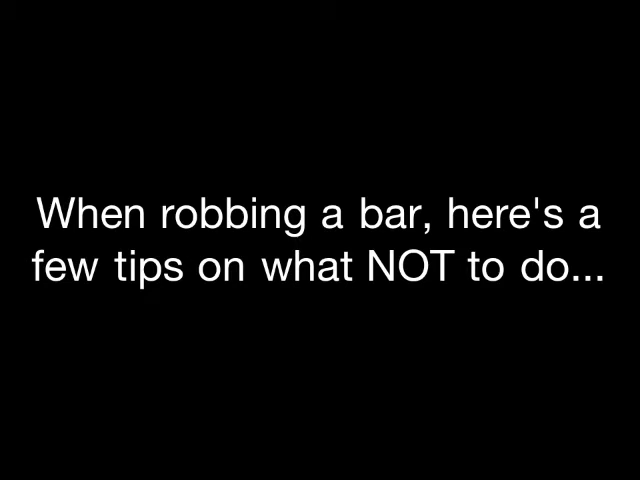 When robbing a bar, here's a
few tips on what NOT to do...